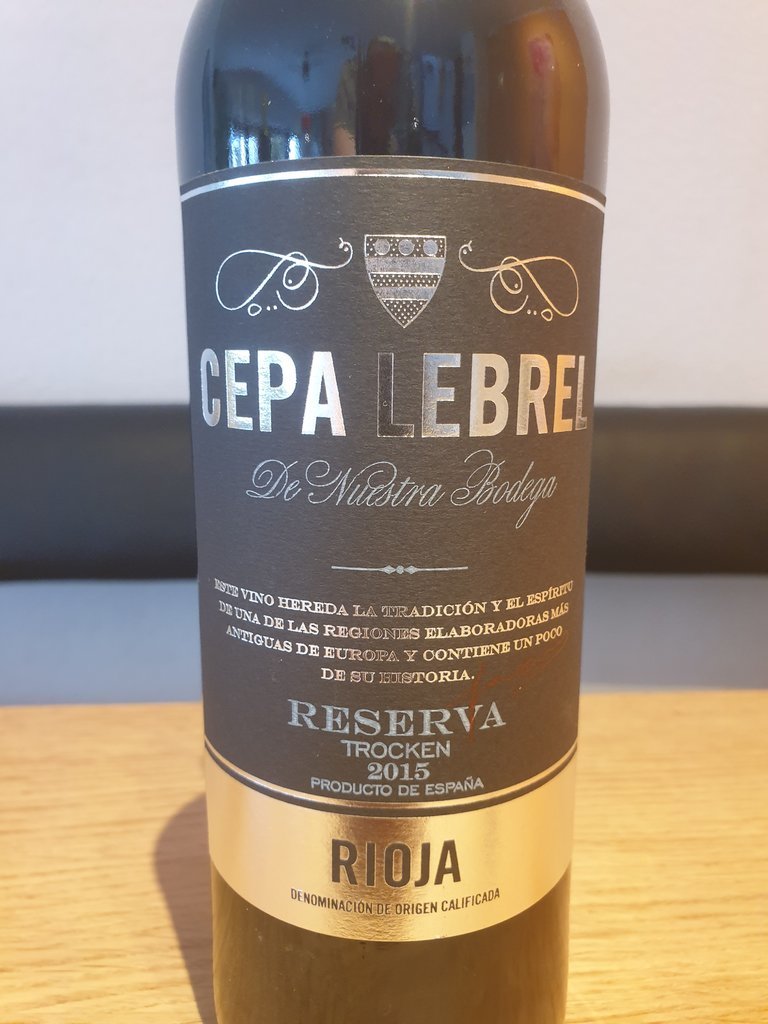 CEPA LEBREL
De Nuestra Bodega
ESTE VINO HEREDA LA TRADICIÓN Y EL ESPÍRITU
DE UNA DE LAS REGIONES ELABORADORAS MÁS
ANTIGUAS DE EUROPA Y CONTIENE UN POCO
DE SU HISTORIA.
RESERVA
TROCKEN
2015
PRODUCTO DE ESPAÑA
RIOJA
DENOMINACIÓN DE ORIGEN CALIFICADA